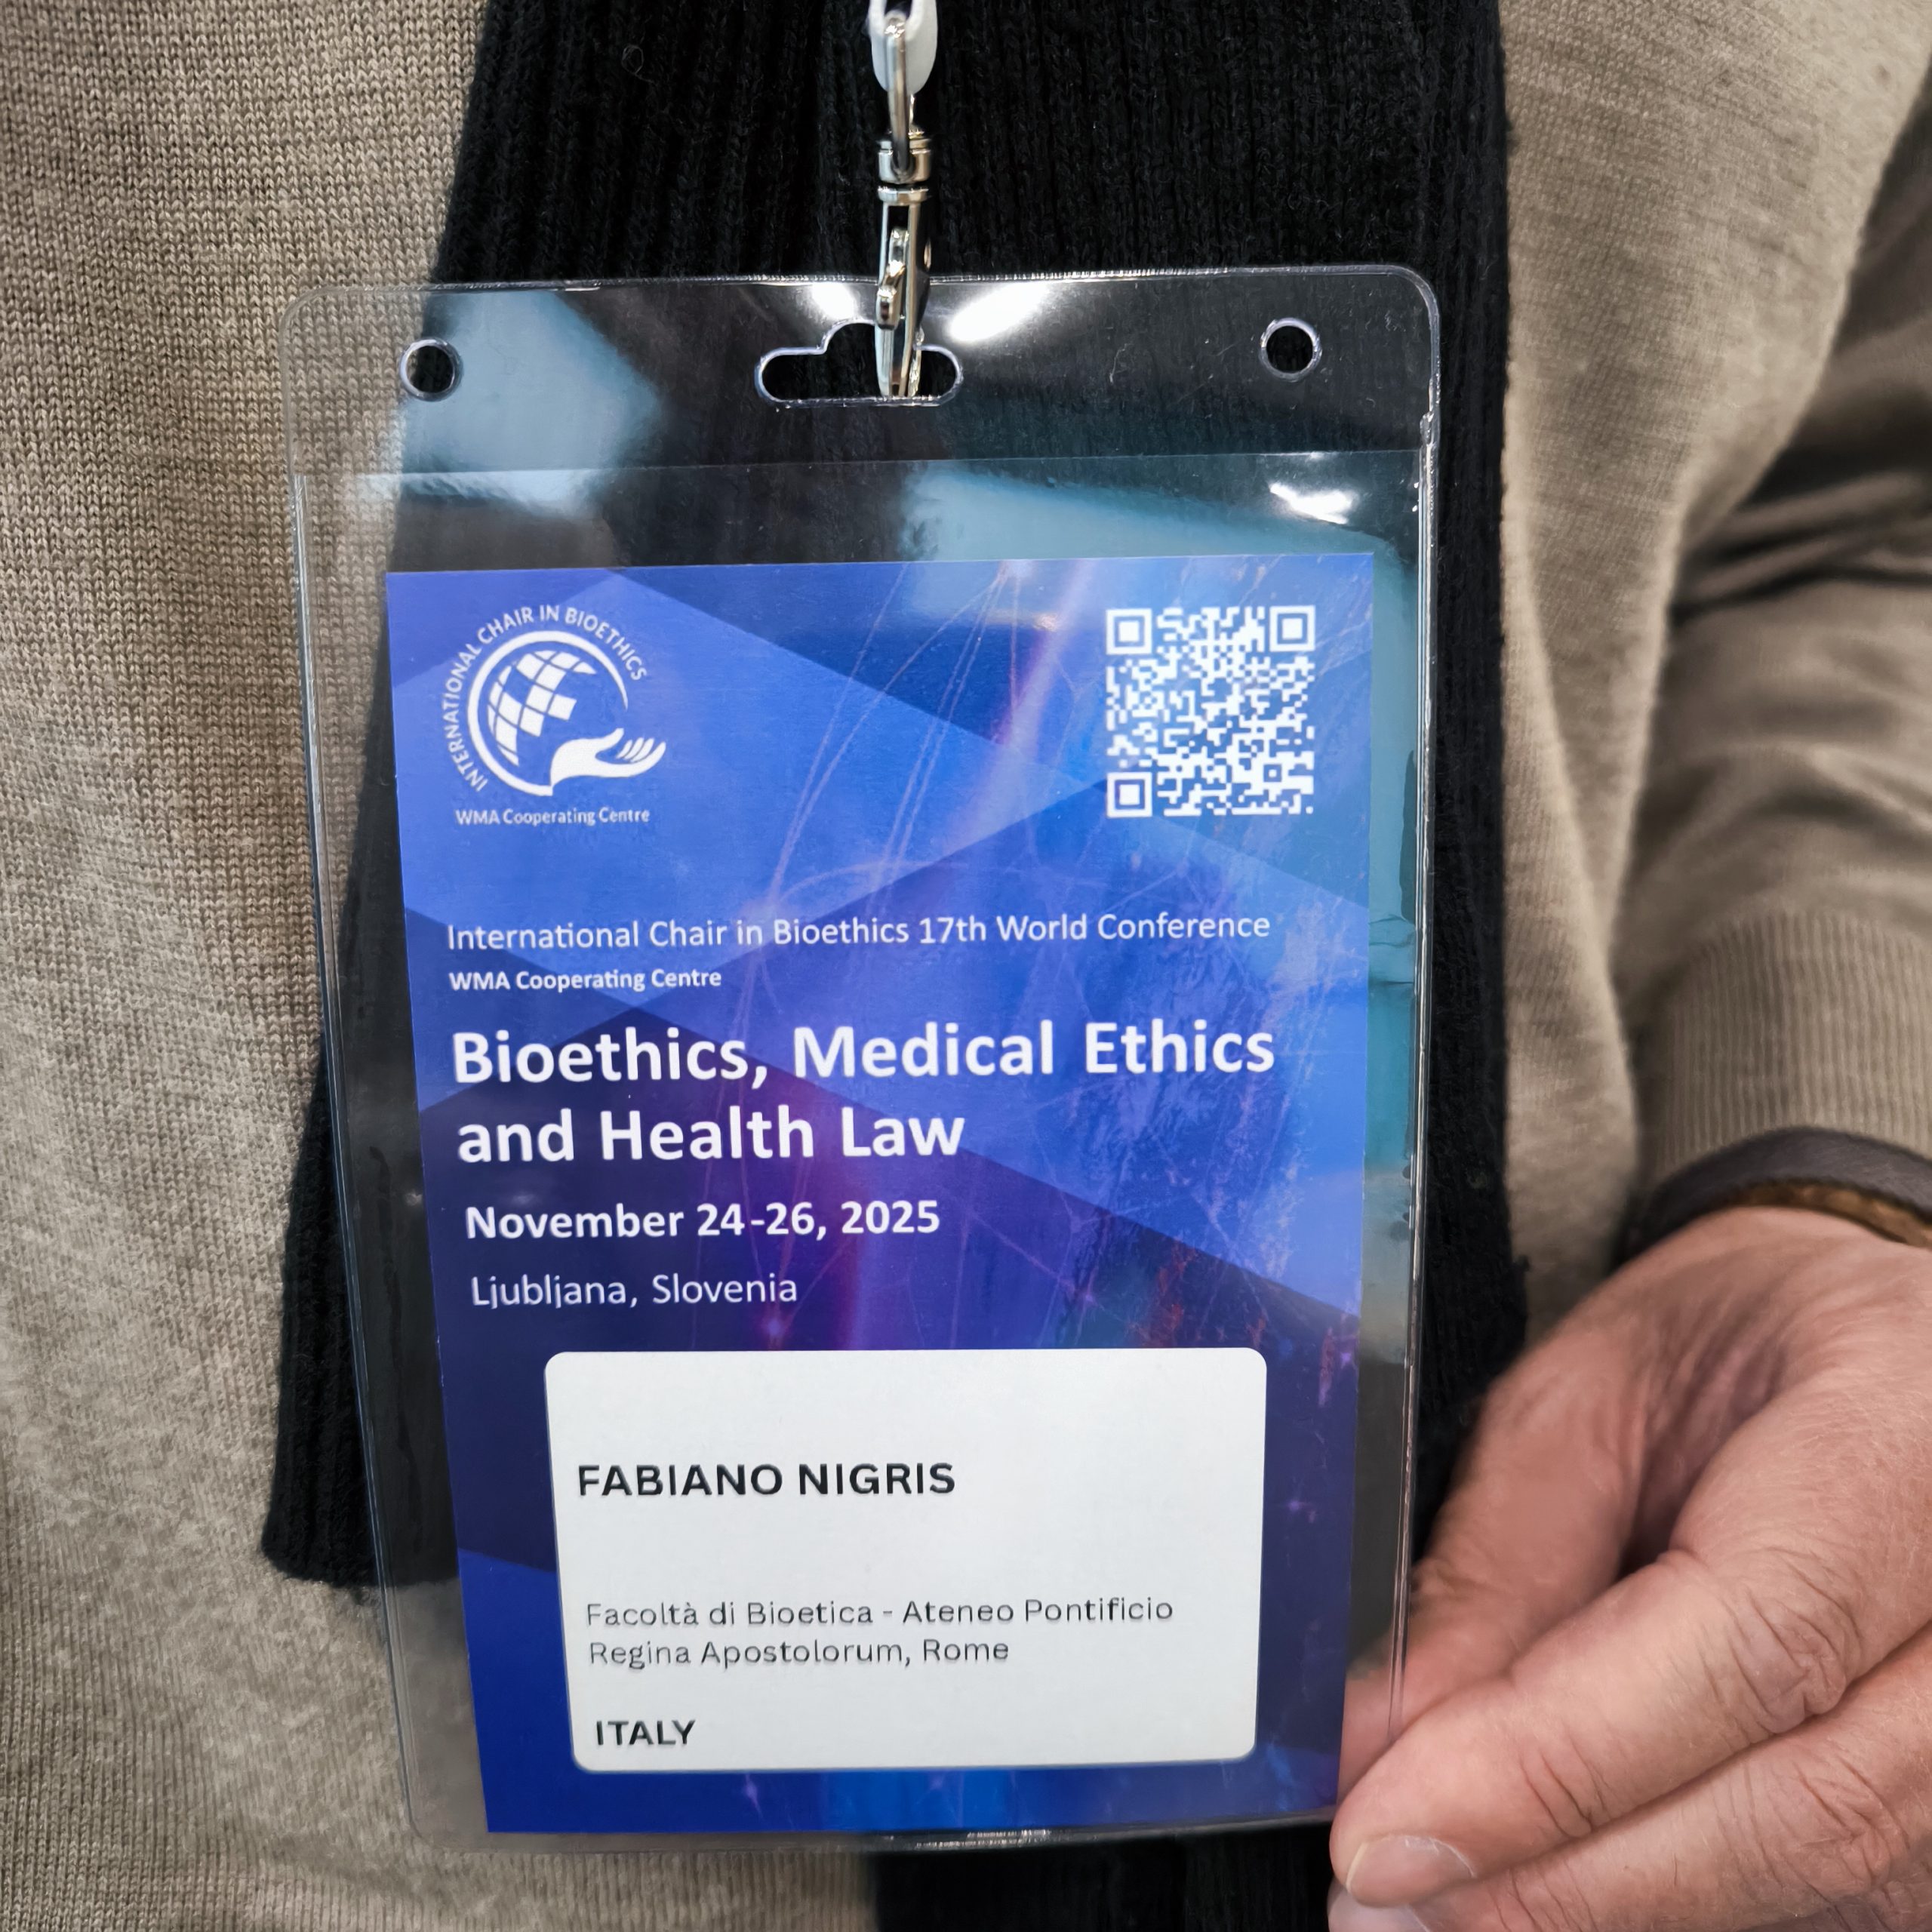 INTERNATIONAL CHAIR IN BIOETHICS
WMA Cooperating Centre
International Chair in Bioethics 17th World Conference
WMA Cooperating Centre
Bioethics, Medical Ethics
and Health Law
November 24-26, 2025
Ljubljana, Slovenia
FABIANO NIGRIS
Facoltà di Bioetica - Ateneo Pontificio
Regina Apostolorum, Rome
ITALY